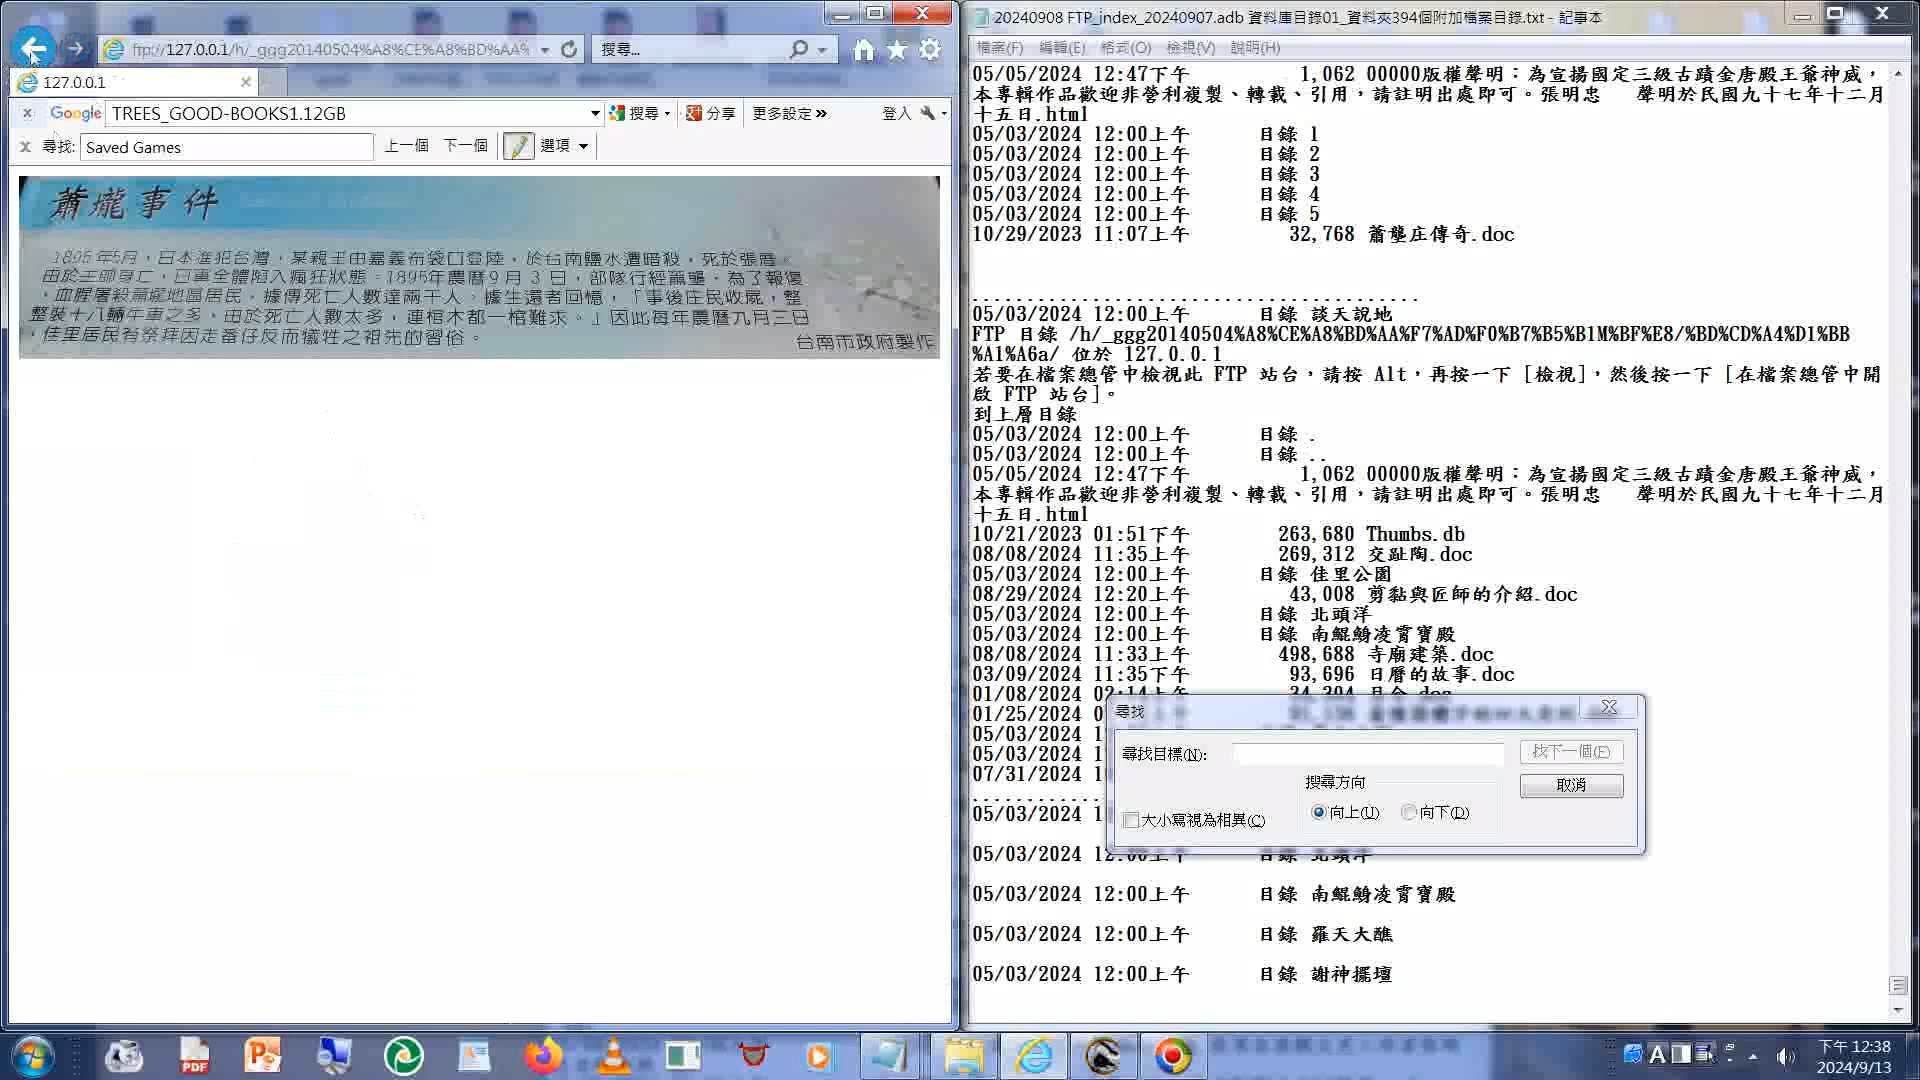 20240908 FTP_index_20240907.adb 資料庫目錄01_資料夾394個附加檔案目錄.txt - 記事本
ftp://127.0.0.1/h/_ggg20140504%A8%CE%A8%BD%AA%
搜尋...
127.0.0.1
Google TREES_GOOD-BOOKS1.12GB 搜尋 分享 更多設定 » 登入
x 尋找: Saved Games 上一個 下一個 選項
蕭壠事件
1895年5月，日本進犯台灣，某親王由嘉義布袋口登陸，於台南鹽水遭暗殺，死於張厝。
由於主帥身亡，日軍全體陷入瘋狂狀態。1895年農曆9月3日，部隊行經蕭壠，為了報復
，血腥屠殺蕭壠地區居民，據傳死亡人數達兩千人，據生還者回憶，「事後庄民收屍，整
整裝十八輛牛車之多，由於死亡人數太多，連棺木都一棺難求。」因此每年農曆九月三日
，佳里居民有祭拜因走番仔反而犧牲之祖先的習俗。
台南市政府製作
檔案(F) 編輯(E) 格式(O) 檢視(V) 說明(H)
05/05/2024 12:47下午 1,062 00000版權聲明：為宣揚國定三級古蹟金唐殿王爺神威，
本專輯作品歡迎非營利複製、轉載、引用，請註明出處即可。張明忠 聲明於民國九十七年十二月
十五日.html
05/03/2024 12:00上午 目錄 1
05/03/2024 12:00上午 目錄 2
05/03/2024 12:00上午 目錄 3
05/03/2024 12:00上午 目錄 4
05/03/2024 12:00上午 目錄 5
10/29/2023 11:07上午 32,768 蕭壟庄傳奇.doc
05/03/2024 12:00上午 目錄 談天說地
FTP 目錄 /h/_ggg20140504%A8%CE%A8%BD%AA%F7%AD%F0%B7%B5%B1M%BF%E8/%BD%CD%A4%D1%BB
%A1%A6a/ 位於 127.0.0.1
若要在檔案總管中檢視此 FTP 站台，請按 Alt，再按一下 [檢視]，然後按一下 [在檔案總管中開
啟 FTP 站台]。
到上層目錄
05/03/2024 12:00上午 目錄 .
05/03/2024 12:00上午 目錄 ..
05/05/2024 12:47下午 1,062 00000版權聲明：為宣揚國定三級古蹟金唐殿王爺神威，
本專輯作品歡迎非營利複製、轉載、引用，請註明出處即可。張明忠 聲明於民國九十七年十二月
十五日.html
10/21/2023 01:51下午 263,680 Thumbs.db
08/08/2024 11:35上午 269,312 交趾陶.doc
05/03/2024 12:00上午 目錄 佳里公園
08/29/2024 12:20上午 43,008 剪黏與匠師的介紹.doc
05/03/2024 12:00上午 目錄 北頭洋
05/03/2024 12:00上午 目錄 南鯤鯓凌霄寶殿
08/08/2024 11:33上午 498,688 寺廟建築.doc
03/09/2024 11:35下午 93,696 日曆的故事.doc
01/08/2024
01/25/2024 0
05/03/2024 1
05/03/2024 1
07/31/2024 1
05/03/2024 1
尋找
尋找目標(N): 找下一個(F)
搜尋方向 取消
大小寫視為相異(C) 向上(U) 向下(D)
05/03/2024 12:00上午 目錄 北頭洋
05/03/2024 12:00上午 目錄 南鯤鯓凌霄寶殿
05/03/2024 12:00上午 目錄 羅天大醮
05/03/2024 12:00上午 目錄 謝神擺壇
PDF
A
下午 12:38
2024/9/13